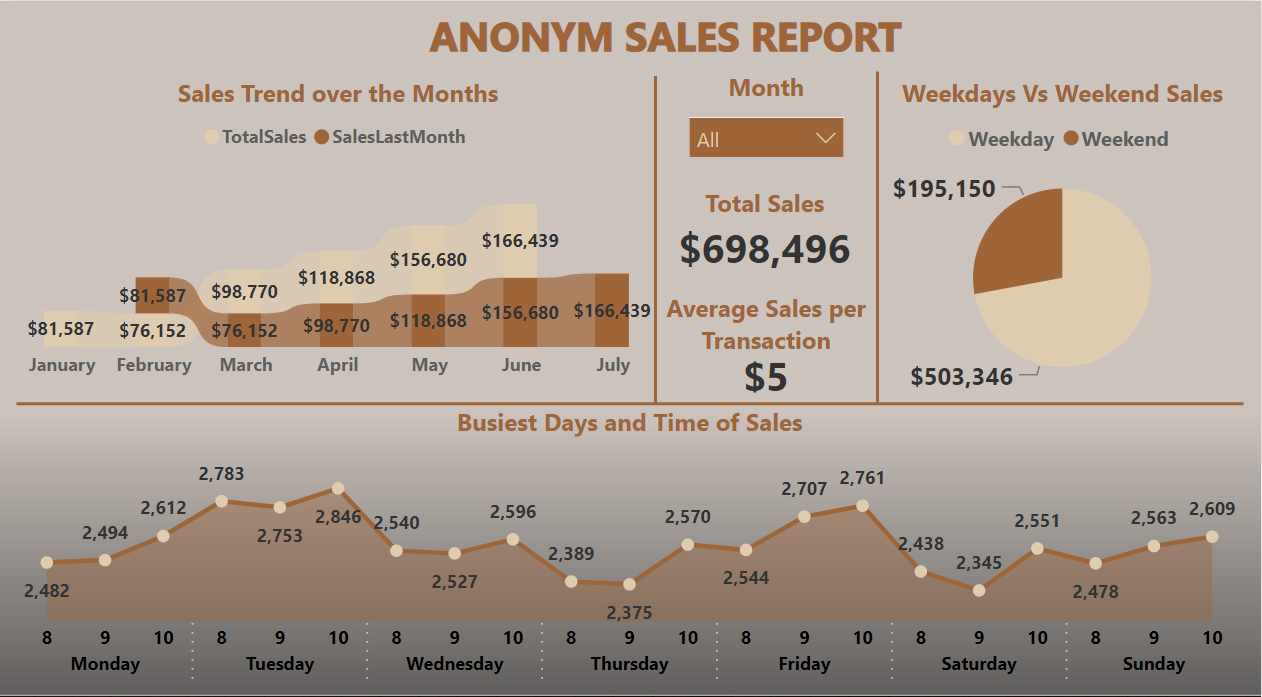 ANONYM SALES REPORT
Sales Trend over the Months
TotalSales SalesLastMonth
$166,439
$156,680
$118,868
$98,770
$81,587
$81,587 $76,152 $76,152 $98,770 $118,868 $156,680 $166,439
January February March April May June July
Month
All
Total Sales
$698,496
Average Sales per
Transaction
$5
Weekdays Vs Weekend Sales
Weekday Weekend
$195,150
$503,346
Busiest Days and Time of Sales
2,482 2,494 2,612 2,783 2,753 2,846 2,540 2,527 2,596 2,389 2,375 2,570 2,544 2,707 2,761 2,438 2,345 2,551 2,478 2,563 2,609
8 9 10 8 9 10 8 9 10 8 9 10 8 9 10 8 9 10 8 9 10
Monday Tuesday Wednesday Thursday Friday Saturday Sunday